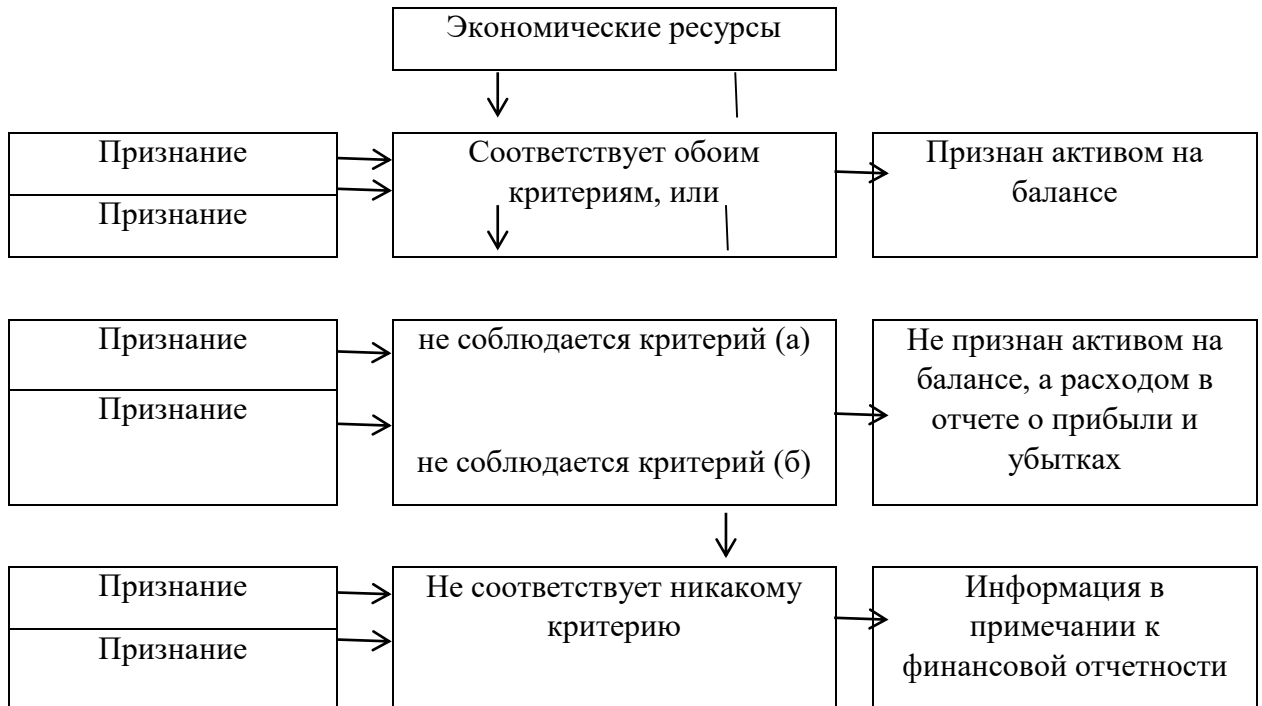 Экономические ресурсы
Признание
Признание
Соответствует обоим
критериям, или
Признан активом на
балансе
Признание
Признание
не соблюдается критерий (а)
не соблюдается критерий (б)
Не признан активом на
балансе, а расходом в
отчете о прибыли и
убытках
Признание
Признание
Не соответствует никакому
критерию
Информация в
примечании к
финансовой отчетности